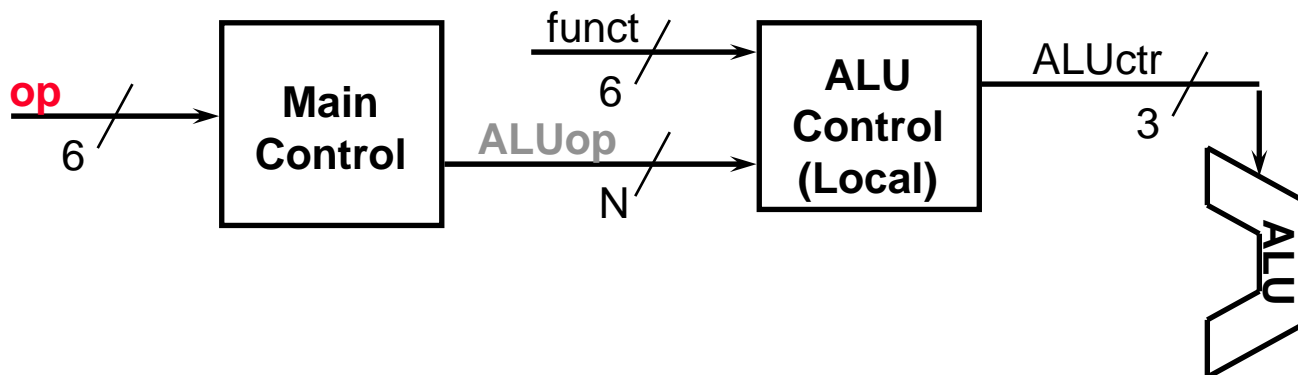 op
6
Main
Control
funct
6
ALUop
N
ALU
Control
(Local)
ALUctr
3
ALU